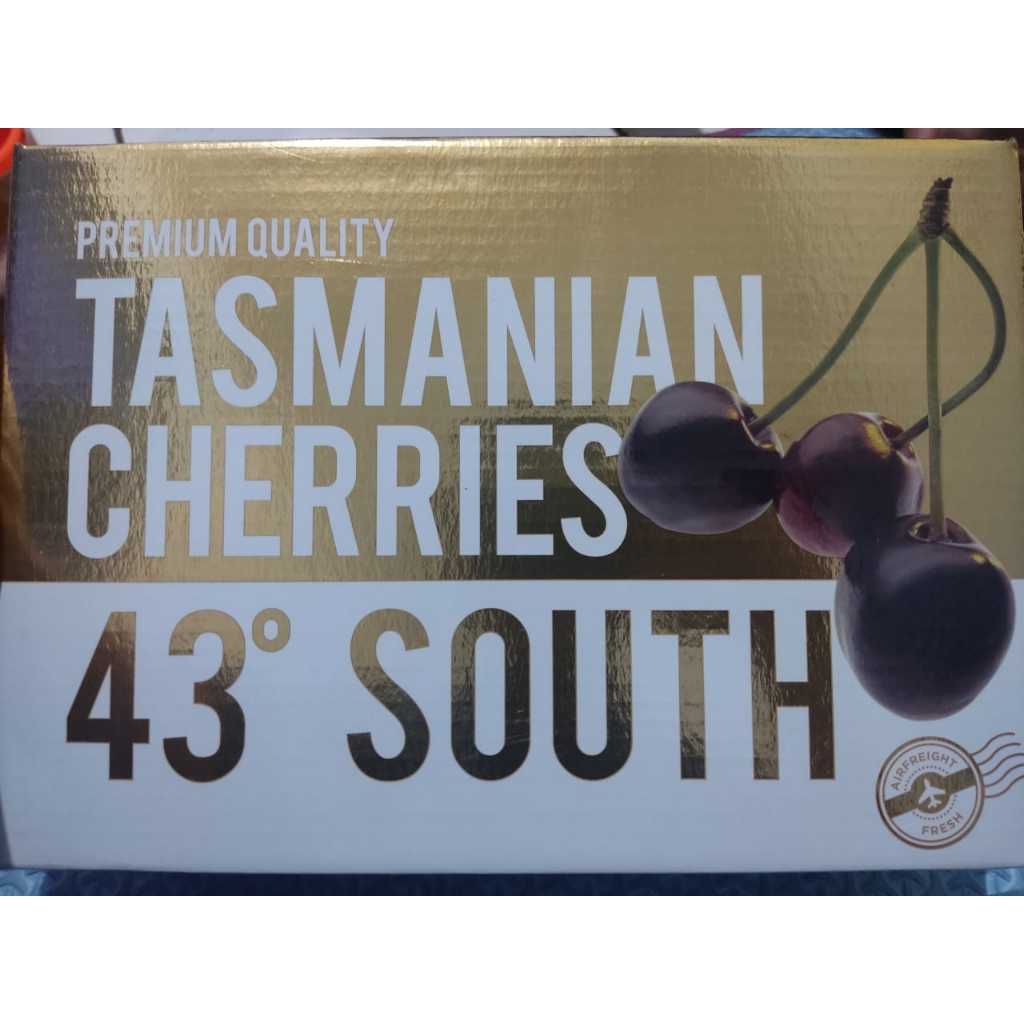 PREMIUM QUALITY
TASMANIAN
CHERRIES
43° SOUTH
AIRFREIGHT
FRESH